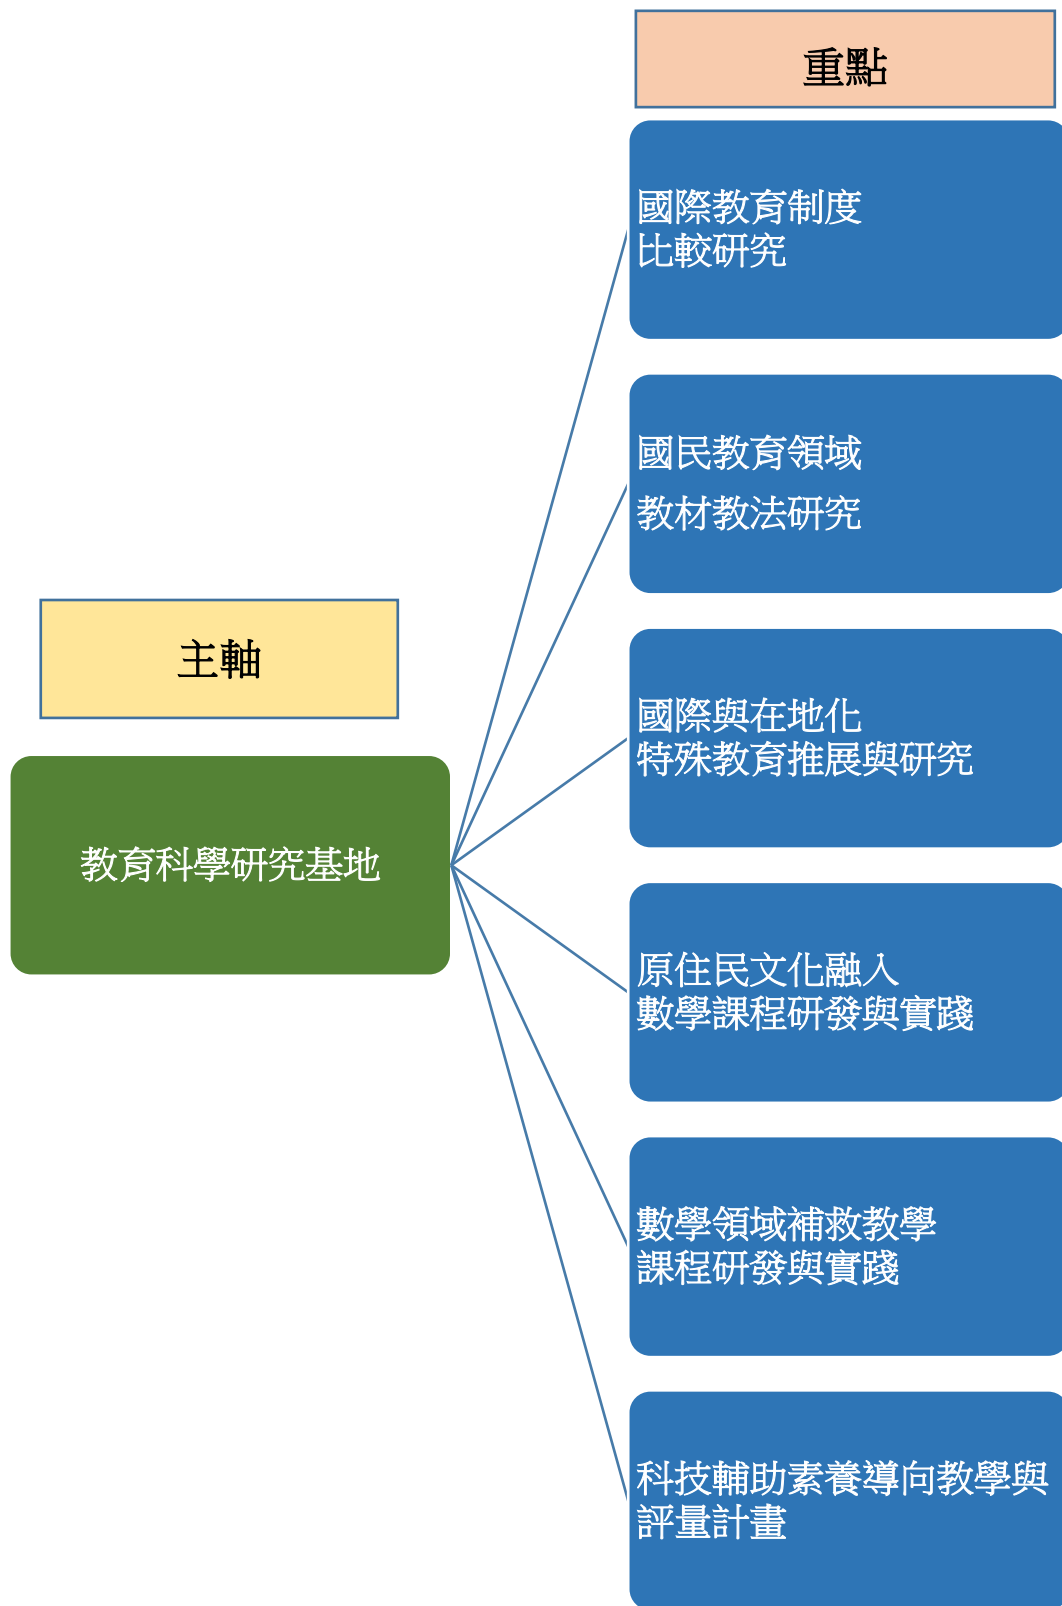 重點
國際教育制度
比較研究
國民教育領域
教材教法研究
主軸
教育科學研究基地
國際與在地化
特殊教育推展與研究
原住民文化融入
數學課程研發與實踐
數學領域補救教學
課程研發與實踐
科技輔助素養導向教學與
評量計畫